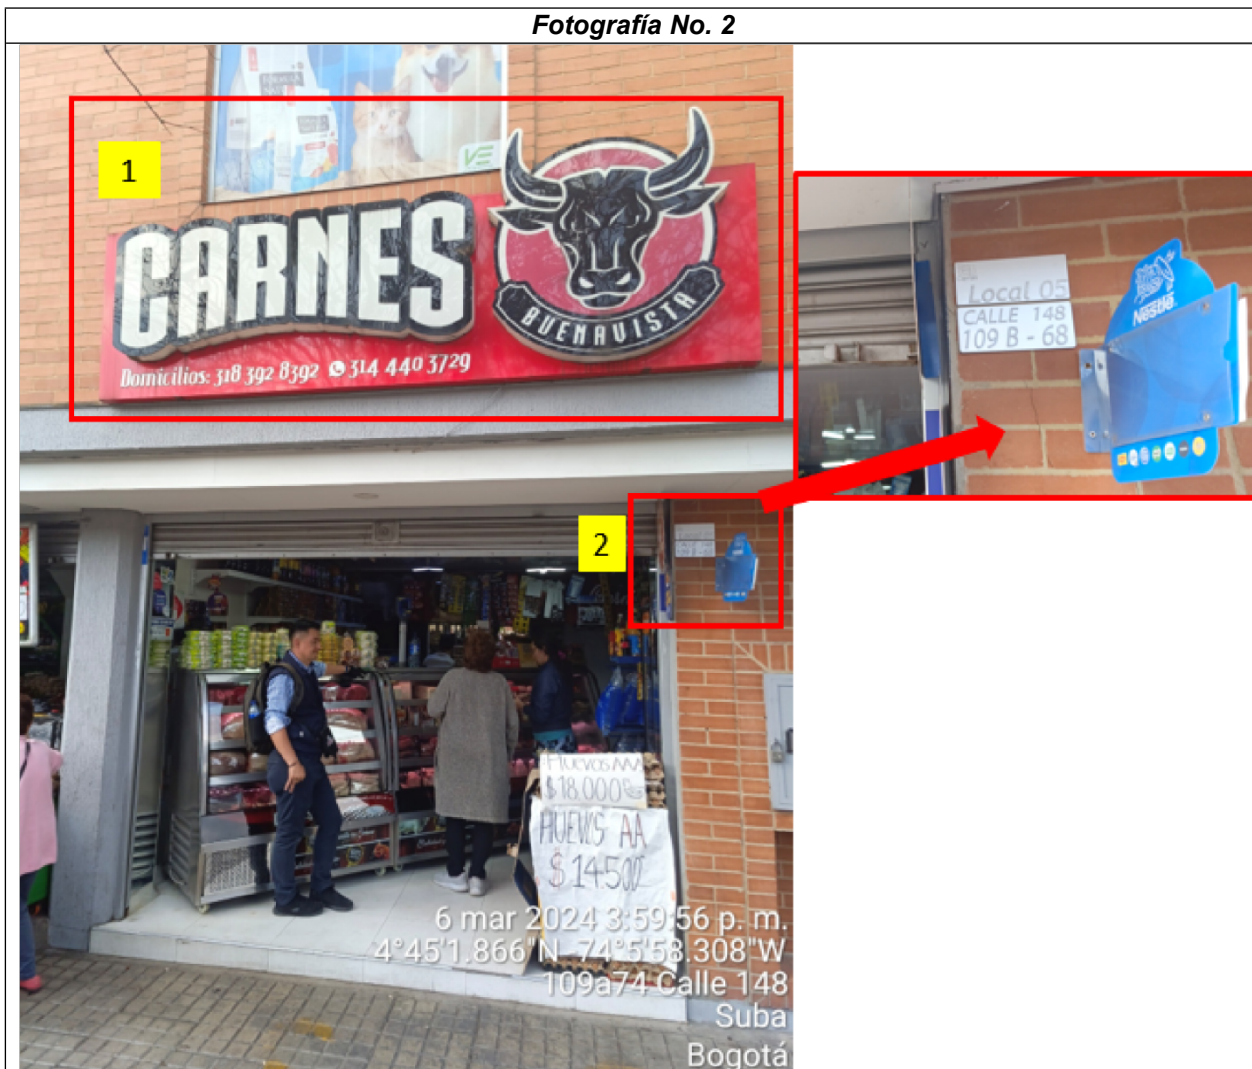 Fotografía No. 2
1
CARNES
BUENAVISTA
Domicilios: 318 392 8392 314 440 3729
Local 05
CALLE 148
109 B - 68
Nestlé
2
HUEVOS AAA
$18.000
HUEVOS AA
$14.500
6 mar 2024 3:59:56 p. m.
4°45'1.866"N -74°5'58.308"W
109a74 Calle 148
Suba
Bogotá